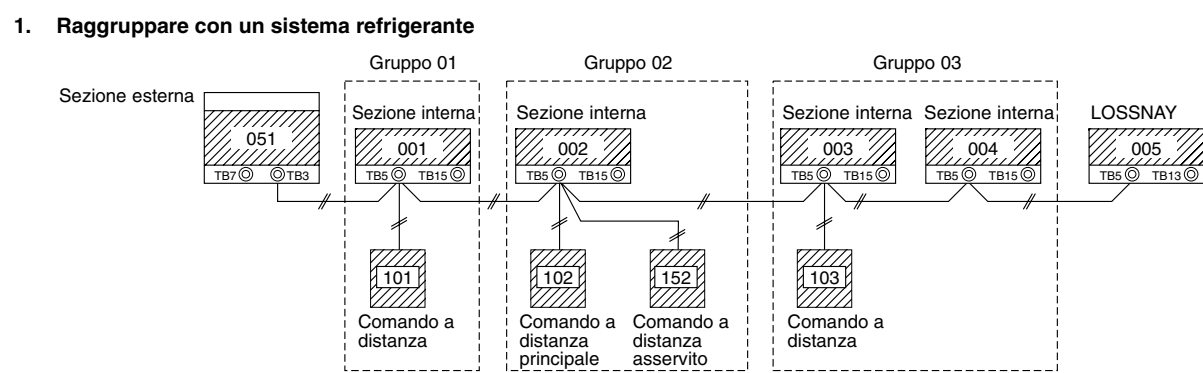 1. Raggruppare con un sistema refrigerante
Gruppo 01
Gruppo 02
Gruppo 03
Sezione esterna
Sezione interna
Sezione interna
Sezione interna
Sezione interna
LOSSNAY
051
001
002
003
004
005
TB7
TB3
TB5
TB15
TB5
TB15
TB5
TB15
TB5
TB15
TB5
TB13
101
102
152
103
Comando a
distanza
Comando a
distanza
principale
Comando a
distanza
asservito
Comando a
distanza